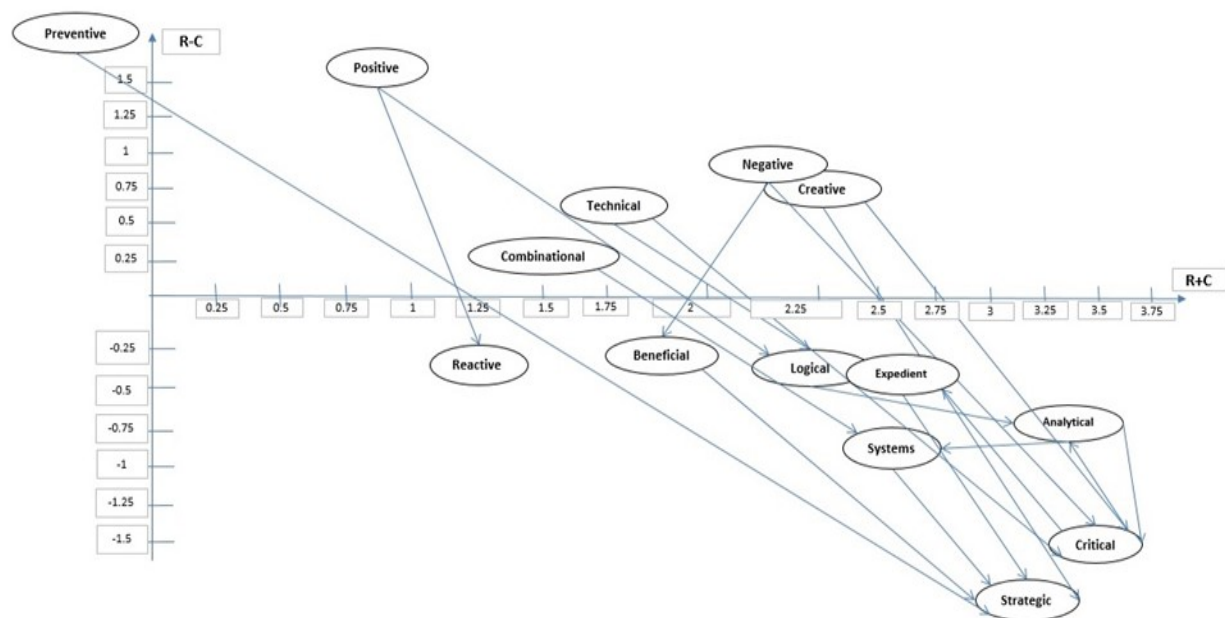 Preventive
R-C
Positive
1.5
1.25
1
Negative
0.75
Creative
Technical
0.5
Combinational
0.25
R+C
0.25 0.5 0.75 1 1.25 1.5 1.75 2 2.25 2.5 2.75 3 3.25 3.5 3.75
-0.25
Reactive
Beneficial
Logical
Expedient
-0.5
-0.75
Analytical
Systems
-1
-1.25
-1.5
Critical
Strategic